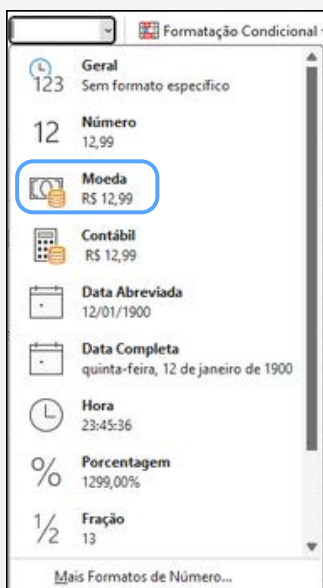 Formatação Condicional
123
Geral
Sem formato específico
12
Número
12,99
Moeda
R$ 12,99
Contábil
R$ 12,99
Data Abreviada
12/01/1900
Data Completa
quinta-feira, 12 de janeiro de 1900
Hora
23:45:36
%
Porcentagem
1299,00%
1/2
Fração
13
Mais Formatos de Número...